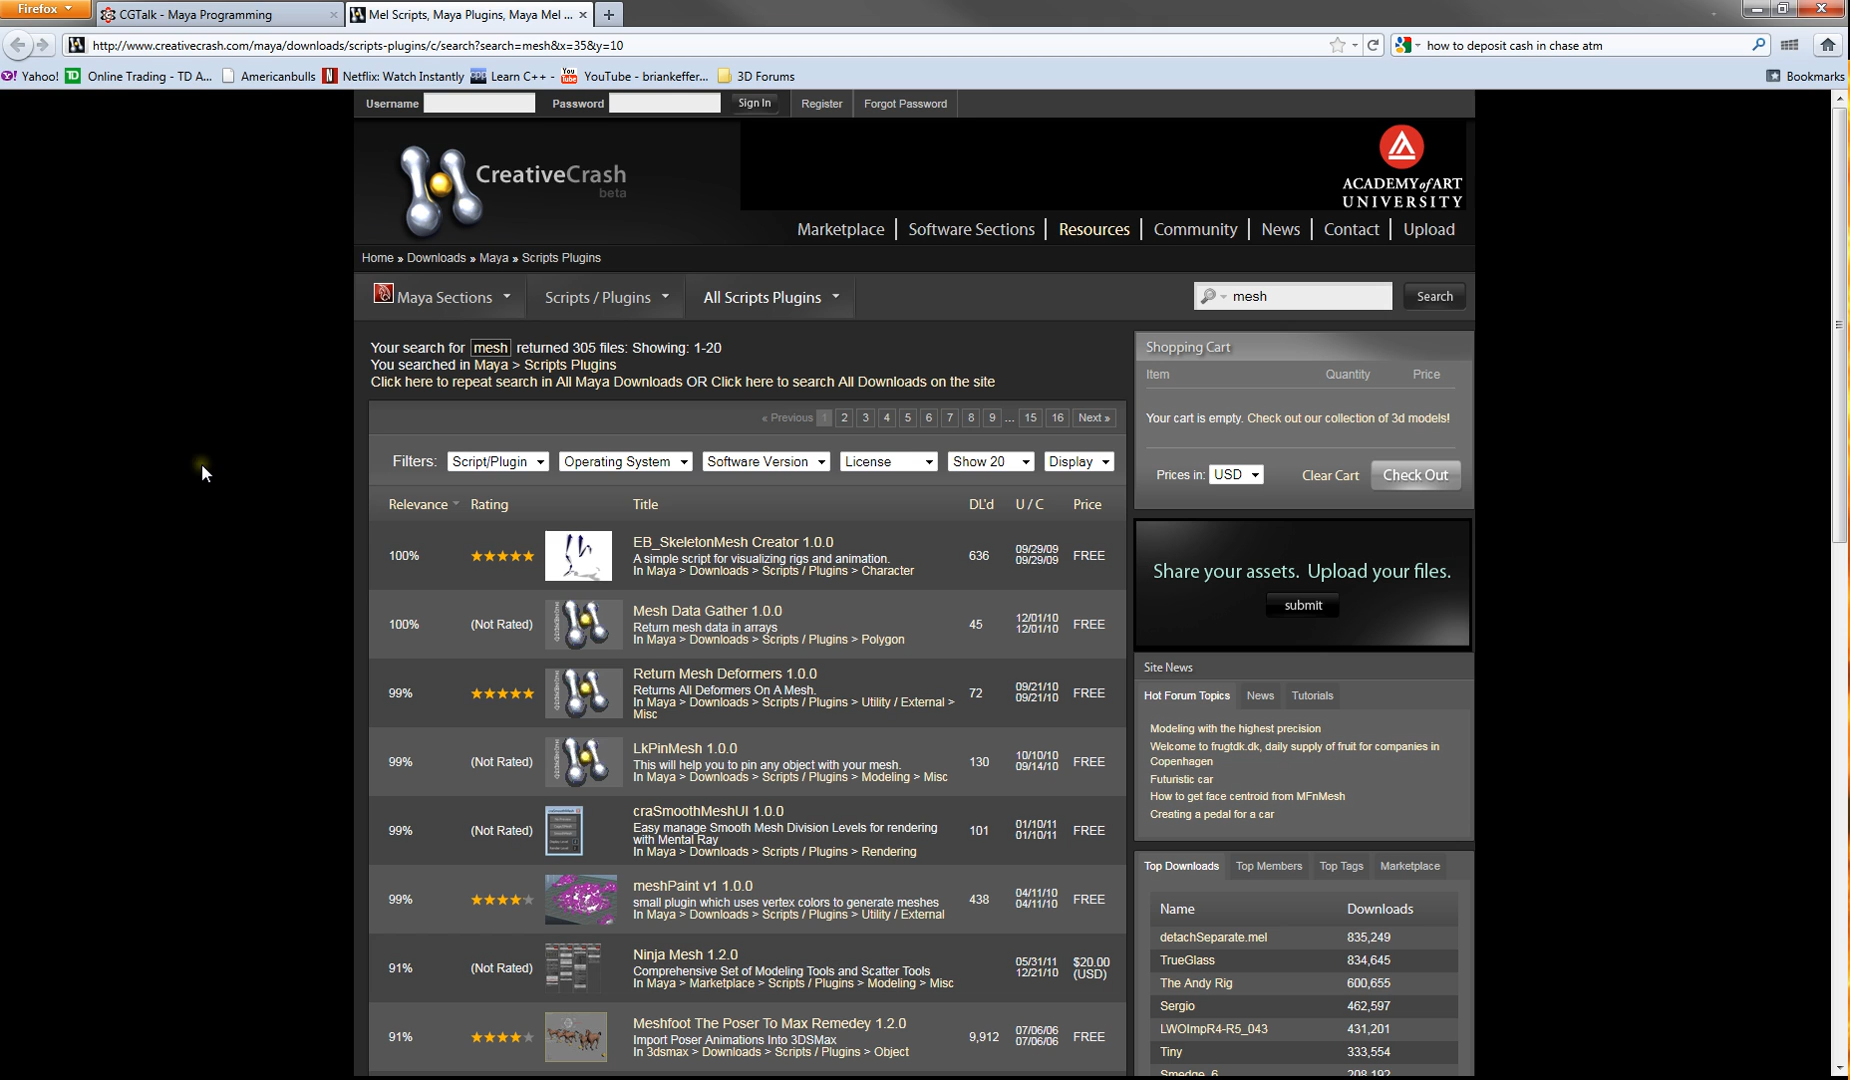 Firefox
CGTalk - Maya Programming
Mel Scripts, Maya Plugins, Maya Mel ...
http://www.creativecrash.com/maya/downloads/scripts-plugins/c/search?search=mesh&x=35&y=10
how to deposit cash in chase atm
Yahoo!
Online Trading - TD A...
Americanbulls
Netflix: Watch Instantly
Learn C++ -
YouTube - briankeffer...
3D Forums
Bookmarks
Username
Password
Sign In
Register
Forgot Password
CreativeCrash
beta
ACADEMY of ART
UNIVERSITY
Marketplace
Software Sections
Resources
Community
News
Contact
Upload
Home » Downloads » Maya » Scripts Plugins
Maya Sections
Scripts / Plugins
All Scripts Plugins
mesh
Search
Your search for mesh returned 305 files: Showing: 1-20
You searched in Maya > Scripts Plugins
Click here to repeat search in All Maya Downloads OR Click here to search All Downloads on the site
« Previous 1 2 3 4 5 6 7 8 9 ... 15 16 Next »
Filters: Script/Plugin Operating System Software Version License Show 20 Display
Relevance Rating Title DL'd U / C Price
100%
EB_SkeletonMesh Creator 1.0.0
A simple script for visualizing rigs and animation.
In Maya > Downloads > Scripts / Plugins > Character
636
09/29/09
09/29/09
FREE
100%
(Not Rated)
Mesh Data Gather 1.0.0
Return mesh data in arrays
In Maya > Downloads > Scripts / Plugins > Polygon
45
12/01/10
12/01/10
FREE
99%
Return Mesh Deformers 1.0.0
Returns All Deformers On A Mesh.
In Maya > Downloads > Scripts / Plugins > Utility / External >
Misc
72
09/21/10
09/21/10
FREE
99%
(Not Rated)
LkPinMesh 1.0.0
This will help you to pin any object with your mesh.
In Maya > Downloads > Scripts / Plugins > Modeling > Misc
130
10/10/10
09/14/10
FREE
99%
(Not Rated)
craSmoothMeshUI 1.0.0
Easy manage Smooth Mesh Division Levels for rendering
with Mental Ray
In Maya > Downloads > Scripts / Plugins > Rendering
101
01/10/11
01/10/11
FREE
99%
meshPaint v1 1.0.0
small plugin which uses vertex colors to generate meshes
In Maya > Downloads > Scripts / Plugins > Utility / External
438
04/11/10
04/11/10
FREE
91%
(Not Rated)
Ninja Mesh 1.2.0
Comprehensive Set of Modeling Tools and Scatter Tools
In Maya > Marketplace > Scripts / Plugins > Modeling > Misc
05/31/11
12/21/10
$20.00
(USD)
91%
Meshfoot The Poser To Max Remedey 1.2.0
Import Poser Animations Into 3DSMax
In 3dsmax > Downloads > Scripts / Plugins > Object
9,912
07/06/06
07/06/06
FREE
Shopping Cart
Item Quantity Price
Your cart is empty. Check out our collection of 3d models!
Prices in: USD Clear Cart Check Out
Share your assets. Upload your files.
submit
Site News
Hot Forum Topics News Tutorials
Modeling with the highest precision
Welcome to frugtdk.dk, daily supply of fruit for companies in
Copenhagen
Futuristic car
How to get face centroid from MFnMesh
Creating a pedal for a car
Top Downloads Top Members Top Tags Marketplace
Name Downloads
detachSeparate.mel 835,249
TrueGlass 834,645
The Andy Rig 600,655
Sergio 462,597
LWOImpR4-R5_043 431,201
Tiny 333,554
Smedge 6 208,192